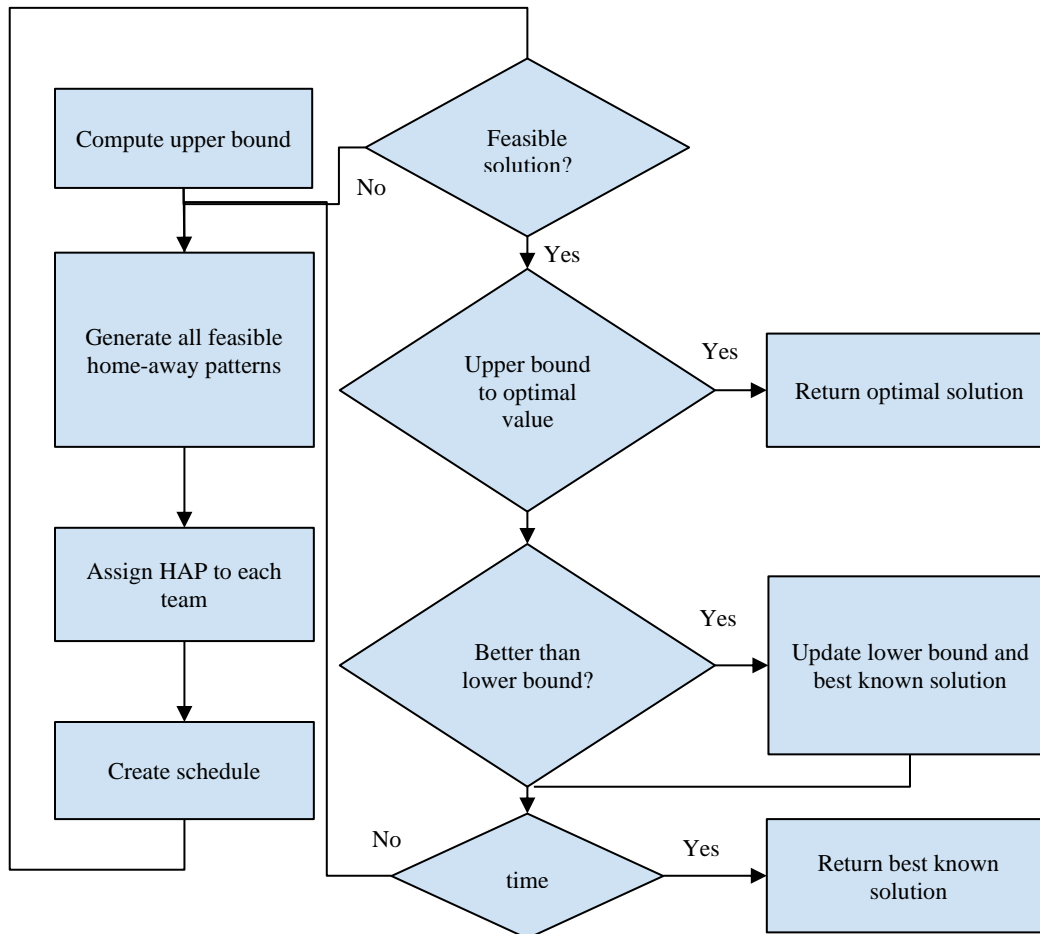 Compute upper bound
Feasible
solution?
No
Yes
Generate all feasible
home-away patterns
Upper bound
to optimal
value
Yes
Return optimal solution
Assign HAP to each
team
Better than
lower bound?
Yes
Update lower bound and
best known solution
Create schedule
No
time
Yes
Return best known
solution